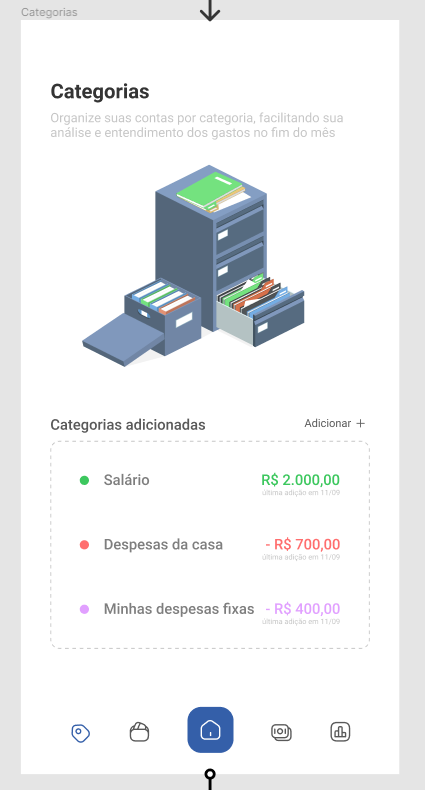 Categorias
Categorias
Organize suas contas por categoria, facilitando sua
análise e entendimento dos gastos no fim do mês
Categorias adicionadas
Adicionar +
Salário
R$ 2.000,00
última adição em 11/09
Despesas da casa
- R$ 700,00
última adição em 11/09
Minhas despesas fixas
- R$ 400,00
última adição em 11/09